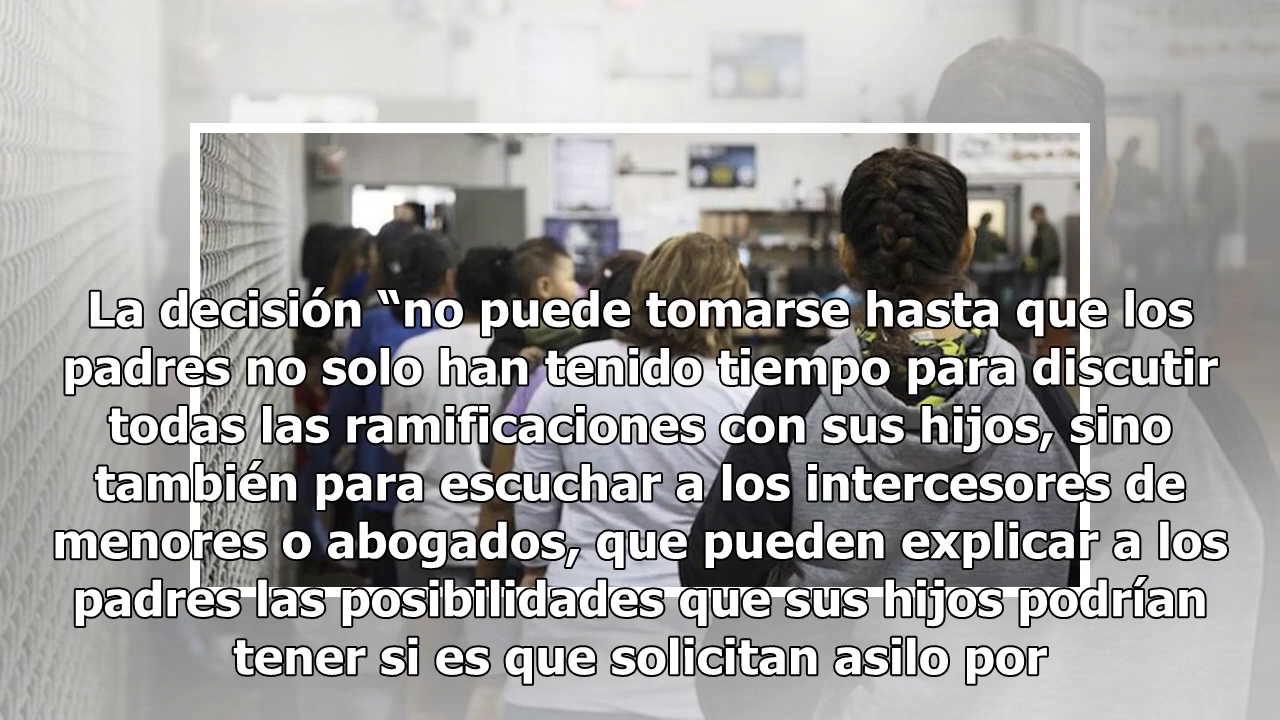 La decisión “no puede tomarse hasta que los
padres no solo han tenido tiempo para discutir
todas las ramificaciones con sus hijos, sino
también para escuchar a los intercesores de
menores o abogados, que pueden explicar a los
padres las posibilidades que sus hijos podrían
tener si es que solicitan asilo por